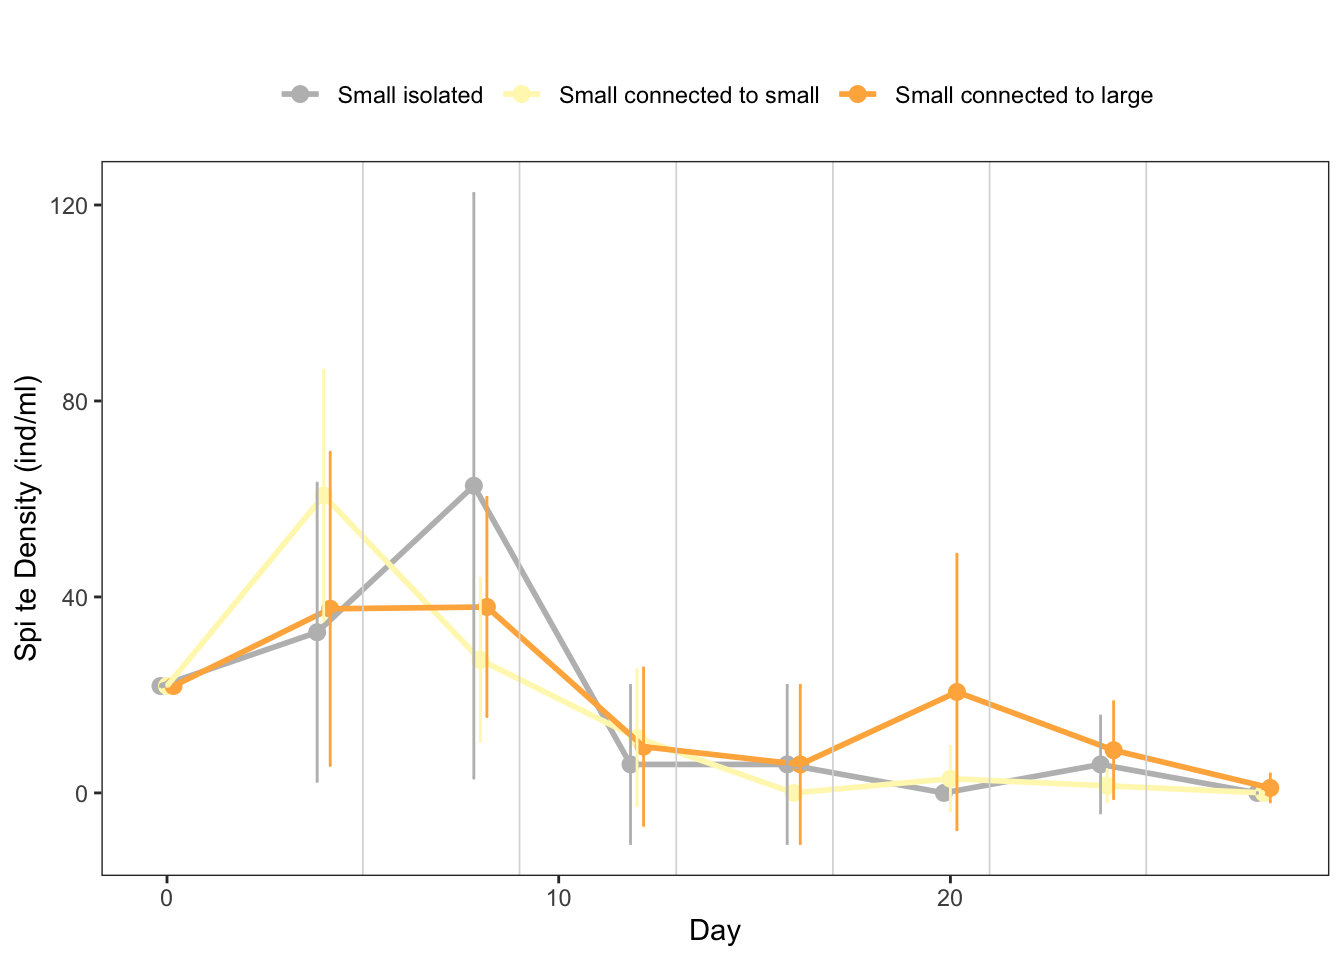 Small isolated Small connected to small Small connected to large
120
80
40
0
Spi te Density (ind/ml)
0 10 20
Day